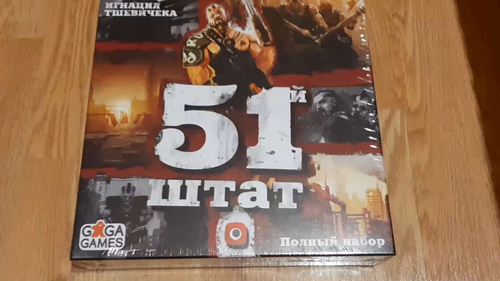 ИГНАЦИЯ
ТШЕВИЧЕКА
51й
ШТАТ
GAGA
GAMES
Полный набор